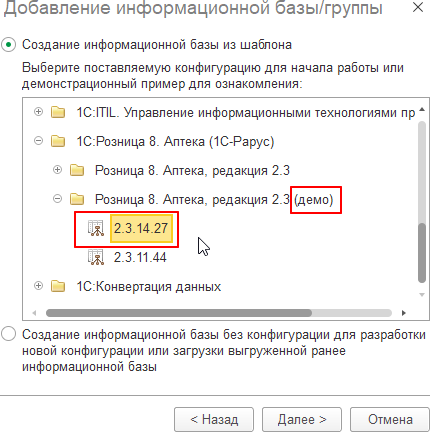 Добавление информационной базы/группы
Создание информационной базы из шаблона
Выберите поставляемую конфигурацию для начала работы или
демонстрационный пример для ознакомления:
1С:ITIL. Управление информационными технологиями пр
1С:Розница 8. Аптека (1С-Рарус)
Розница 8. Аптека, редакция 2.3
Розница 8. Аптека, редакция 2.3 (демо)
2.3.14.27
2.3.11.44
1С:Конвертация данных
Создание информационной базы без конфигурации для разработки
новой конфигурации или загрузки выгруженной ранее
информационной базы
< Назад
Далее >
Отмена